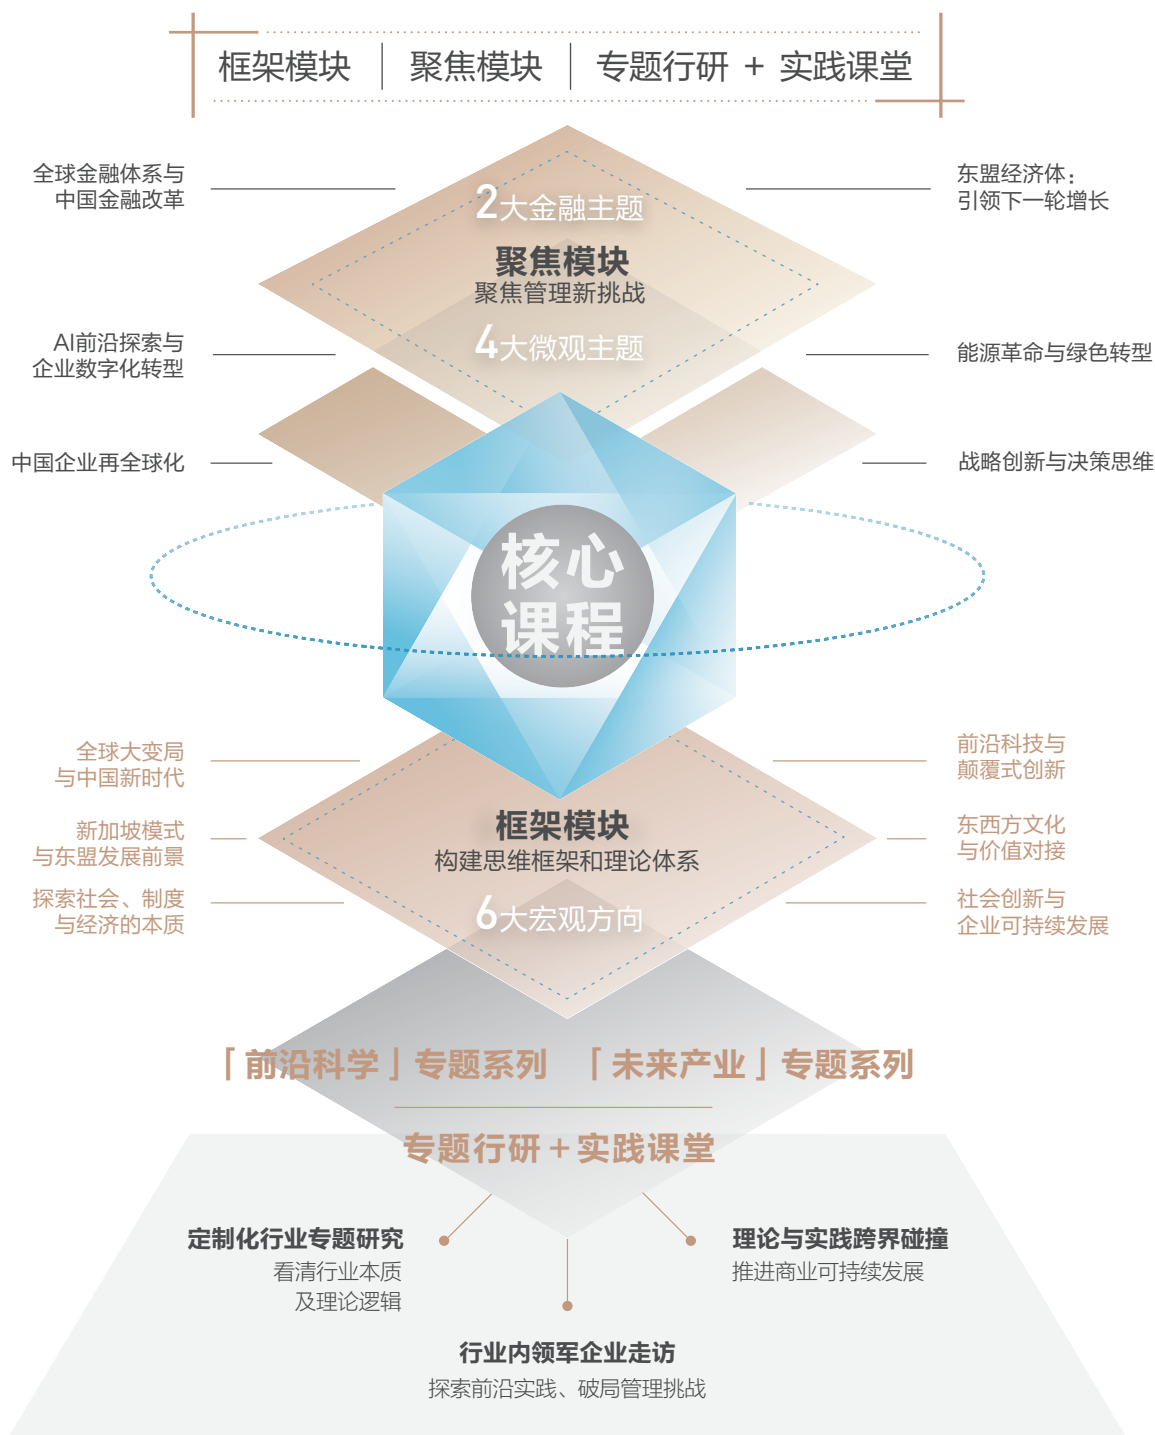 框架模块 聚焦模块 专题行研 + 实践课堂
全球金融体系与
中国金融改革
东盟经济体：
引领下一轮增长
2大金融主题
聚焦模块
聚焦管理新挑战
4大微观主题
AI前沿探索与
企业数字化转型
能源革命与绿色转型
中国企业再全球化
战略创新与决策思维
核心
课程
全球大变局
与中国新时代
前沿科技与
颠覆式创新
新加坡模式
与东盟发展前景
东西方文化
与价值对接
探索社会、制度
与经济的本质
社会创新与
企业可持续发展
框架模块
构建思维框架和理论体系
6大宏观方向
「前沿科学」专题系列 「未来产业」专题系列
专题行研+实践课堂
定制化行业专题研究
看清行业本质
及理论逻辑
理论与实践跨界碰撞
推进商业可持续发展
行业内领军企业走访
探索前沿实践、破局管理挑战